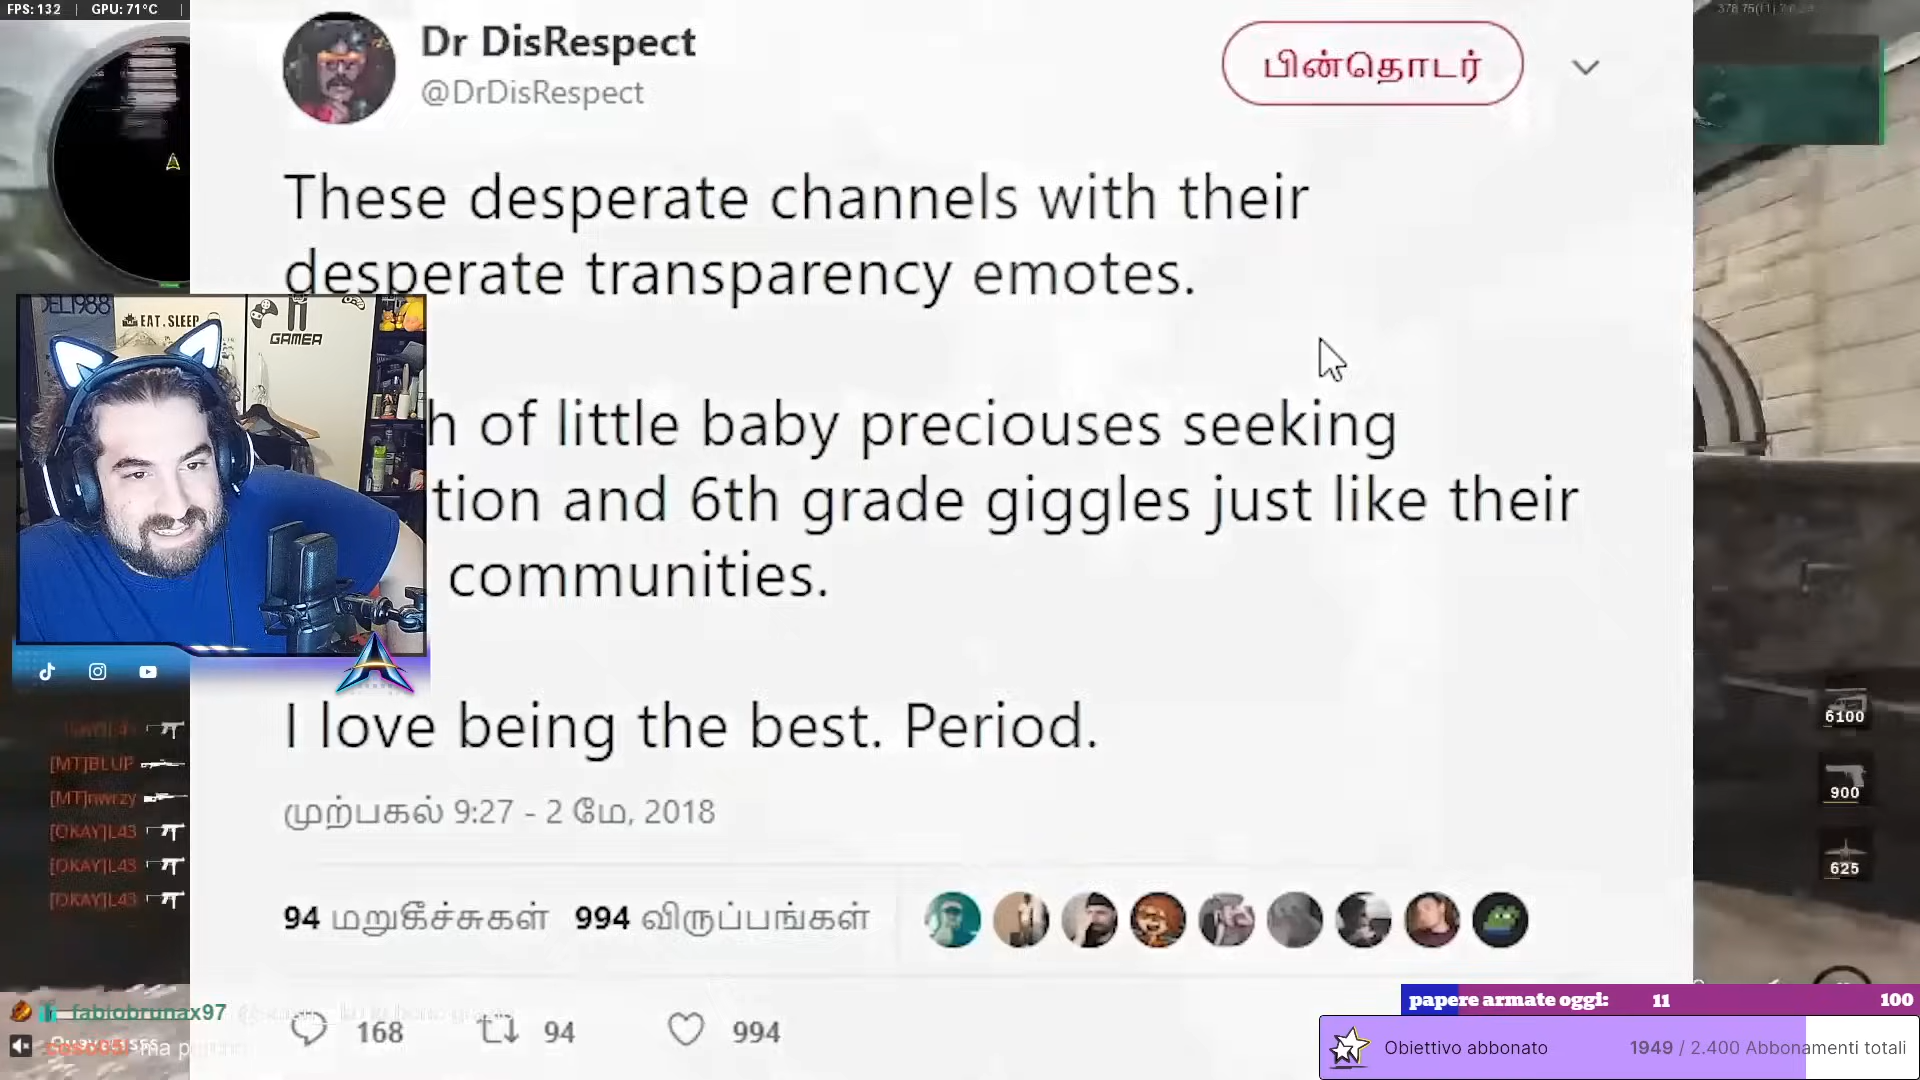 FPS: 132 | GPU: 71°C |
Dr DisRespect
@DrDisRespect
பின்தொடர்
These desperate channels with their
desperate transparency emotes.
EAT.SLEEP
GAMER
h of little baby preciouses seeking
tion and 6th grade giggles just like their
communities.
I love being the best. Period.
[MT]BLUP
[MT]nwrzy
[OKAY]L43
[OKAY]L43
[OKAY]L43
6100
900
625
முற்பகல் 9:27 - 2 மே, 2018
94 மறுகீச்சுகள் 994 விருப்பங்கள்
fabiobrunax97
168 94 994
ma p
papere armate oggi: 11 100
Obiettivo abbonato 1949 / 2.400 Abbonamenti totali